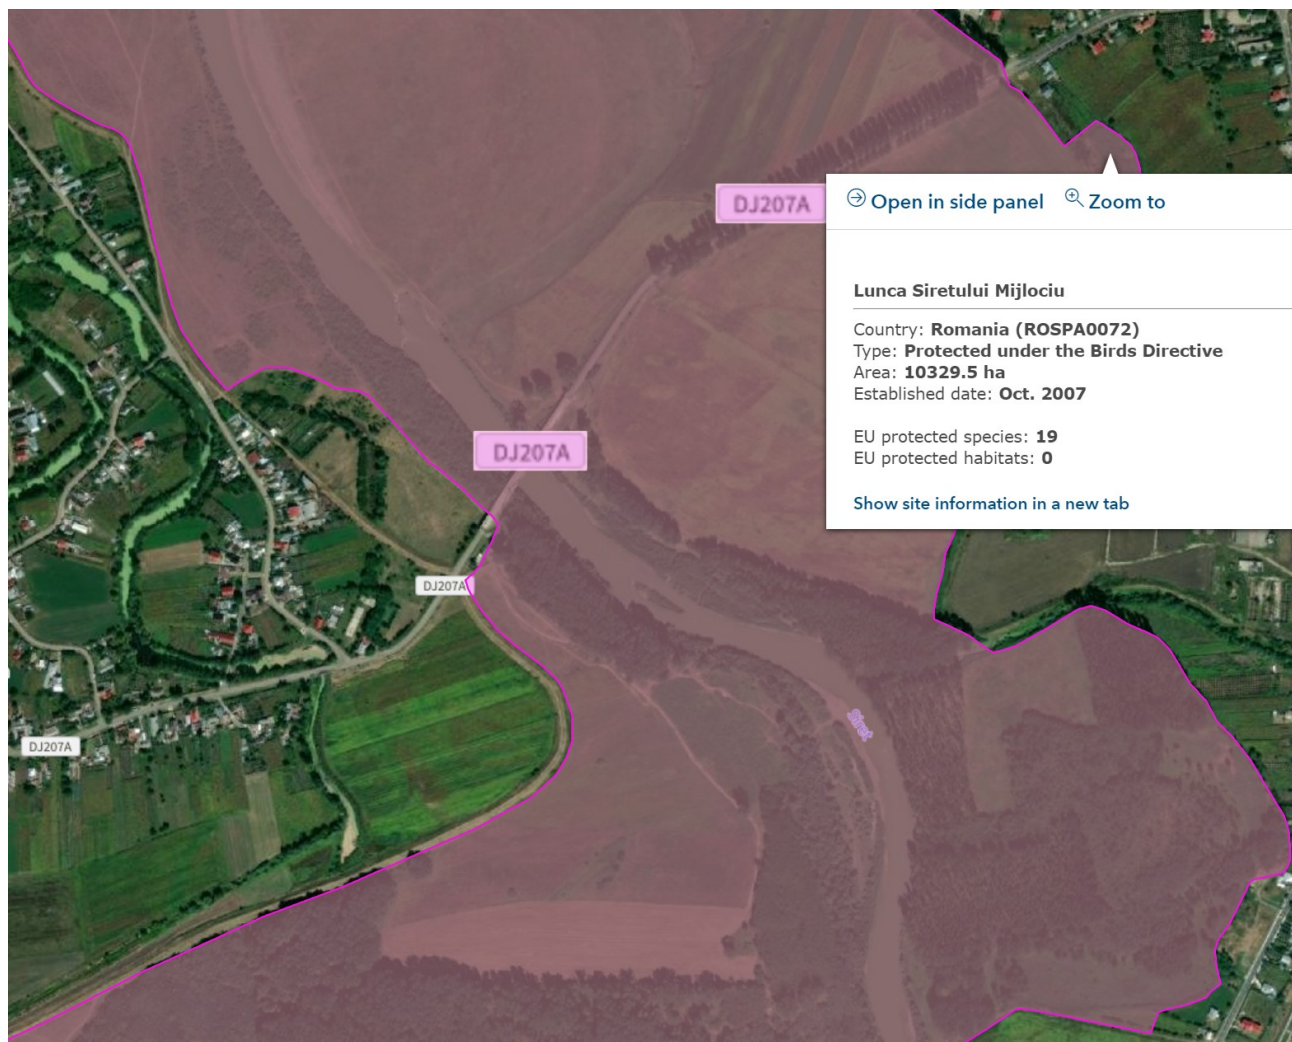 DJ207A
Open in side panel Zoom to
Lunca Siretului Mijlociu
Country: Romania (ROSPA0072)
Type: Protected under the Birds Directive
Area: 10329.5 ha
Established date: Oct. 2007
EU protected species: 19
EU protected habitats: 0
Show site information in a new tab
DJ207A
DJ207A
Siret
DJ207A